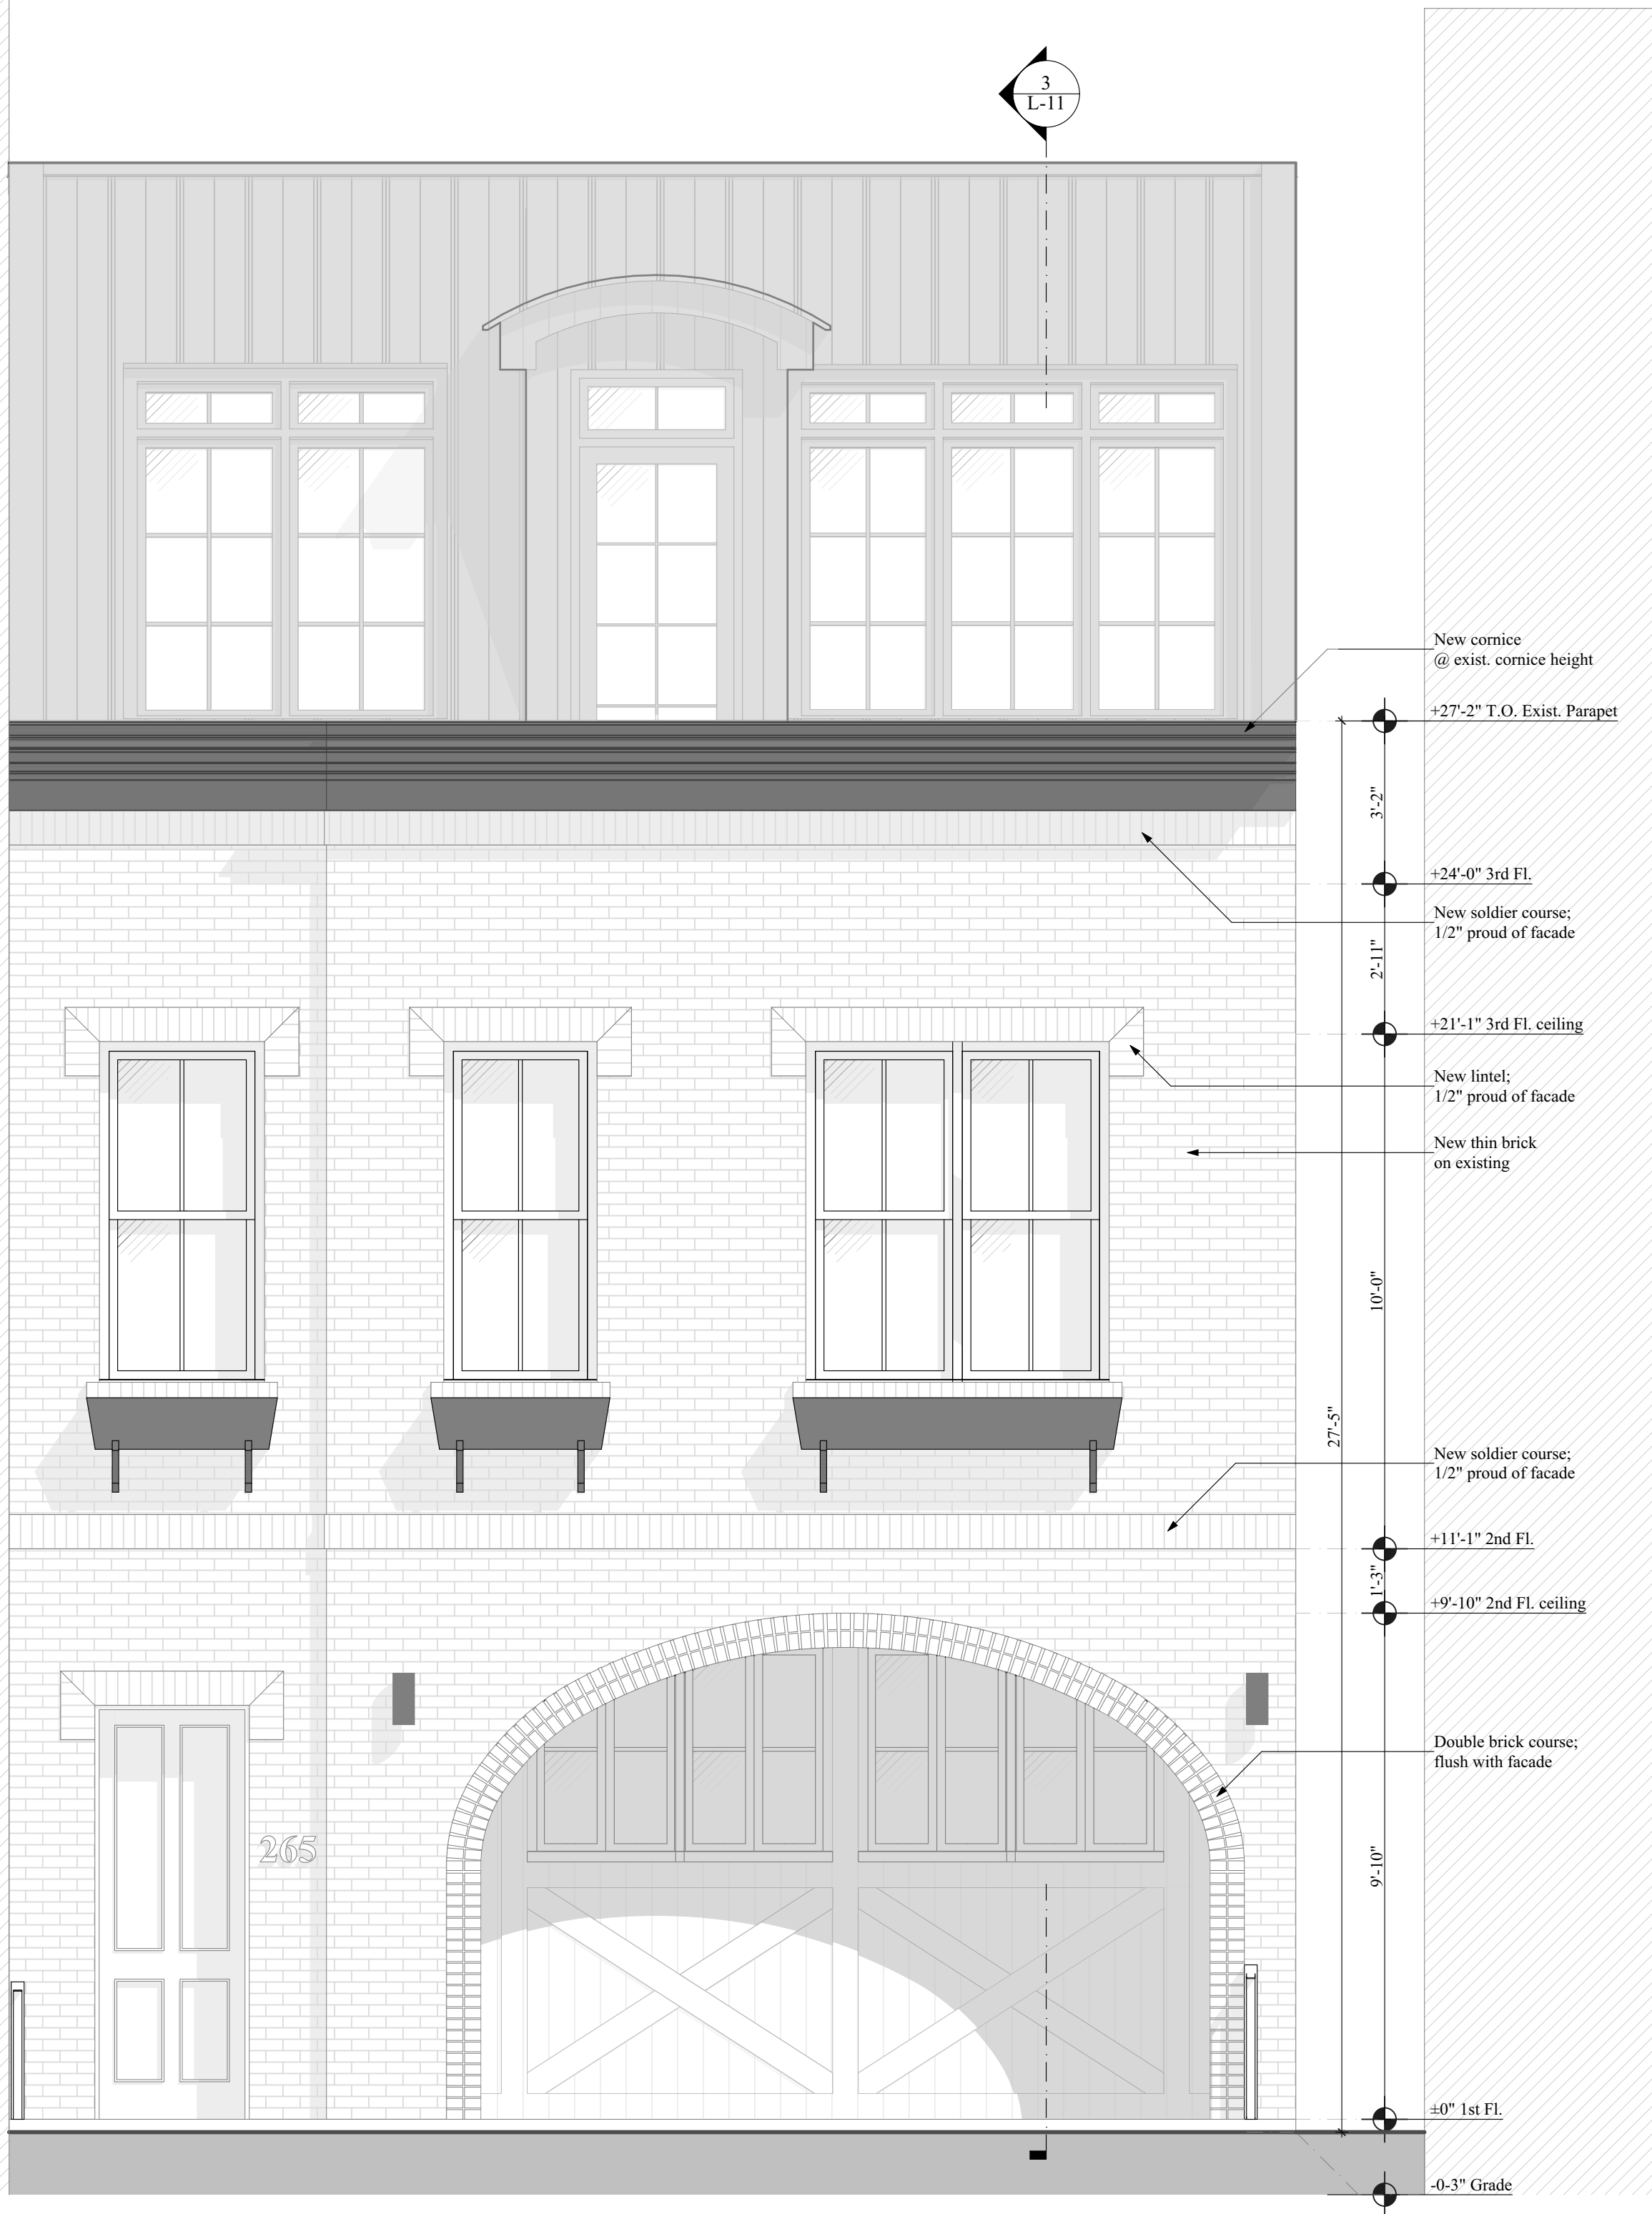 3
L-11
New cornice
@ exist. cornice height
+27'-2" T.O. Exist. Parapet
3'-2"
+24'-0" 3rd Fl.
New soldier course;
1/2" proud of facade
2'-11"
+21'-1" 3rd Fl. ceiling
New lintel;
1/2" proud of facade
New thin brick
on existing
10'-0"
27'-5"
New soldier course;
1/2" proud of facade
+11'-1" 2nd Fl.
1'-3"
+9'-10" 2nd Fl. ceiling
Double brick course;
flush with facade
265
9'-10"
±0" 1st Fl.
-0-3" Grade